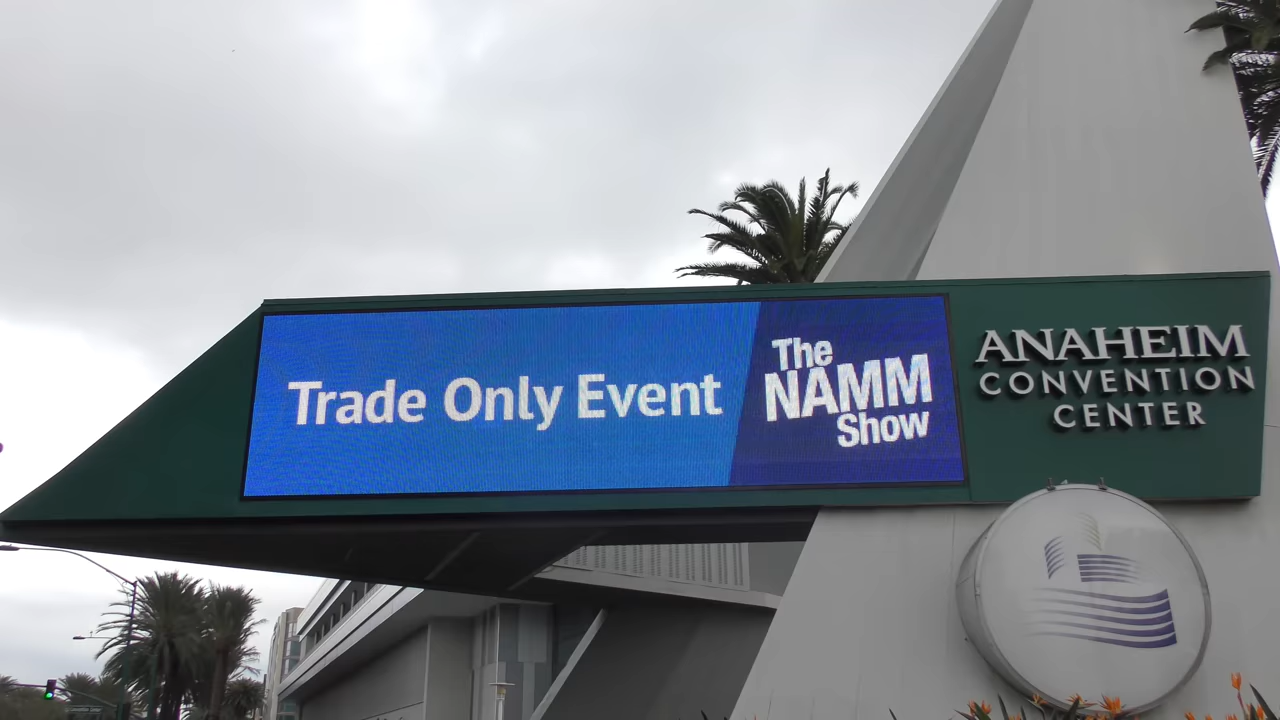 Trade Only Event
The
NAMM
Show
ANAHEIM
CONVENTION
CENTER